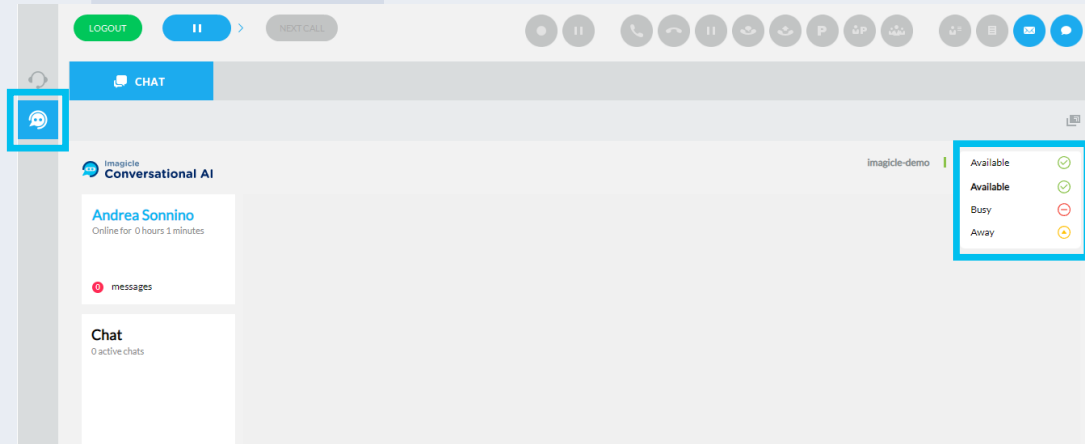 LOGOUT
NEXT CALL
P
P
CHAT
Imagicle
Conversational AI
imagicle-demo
Available
Available
Busy
Away
Andrea Sonnino
Online for 0 hours 1 minutes
0 messages
Chat
0 active chats